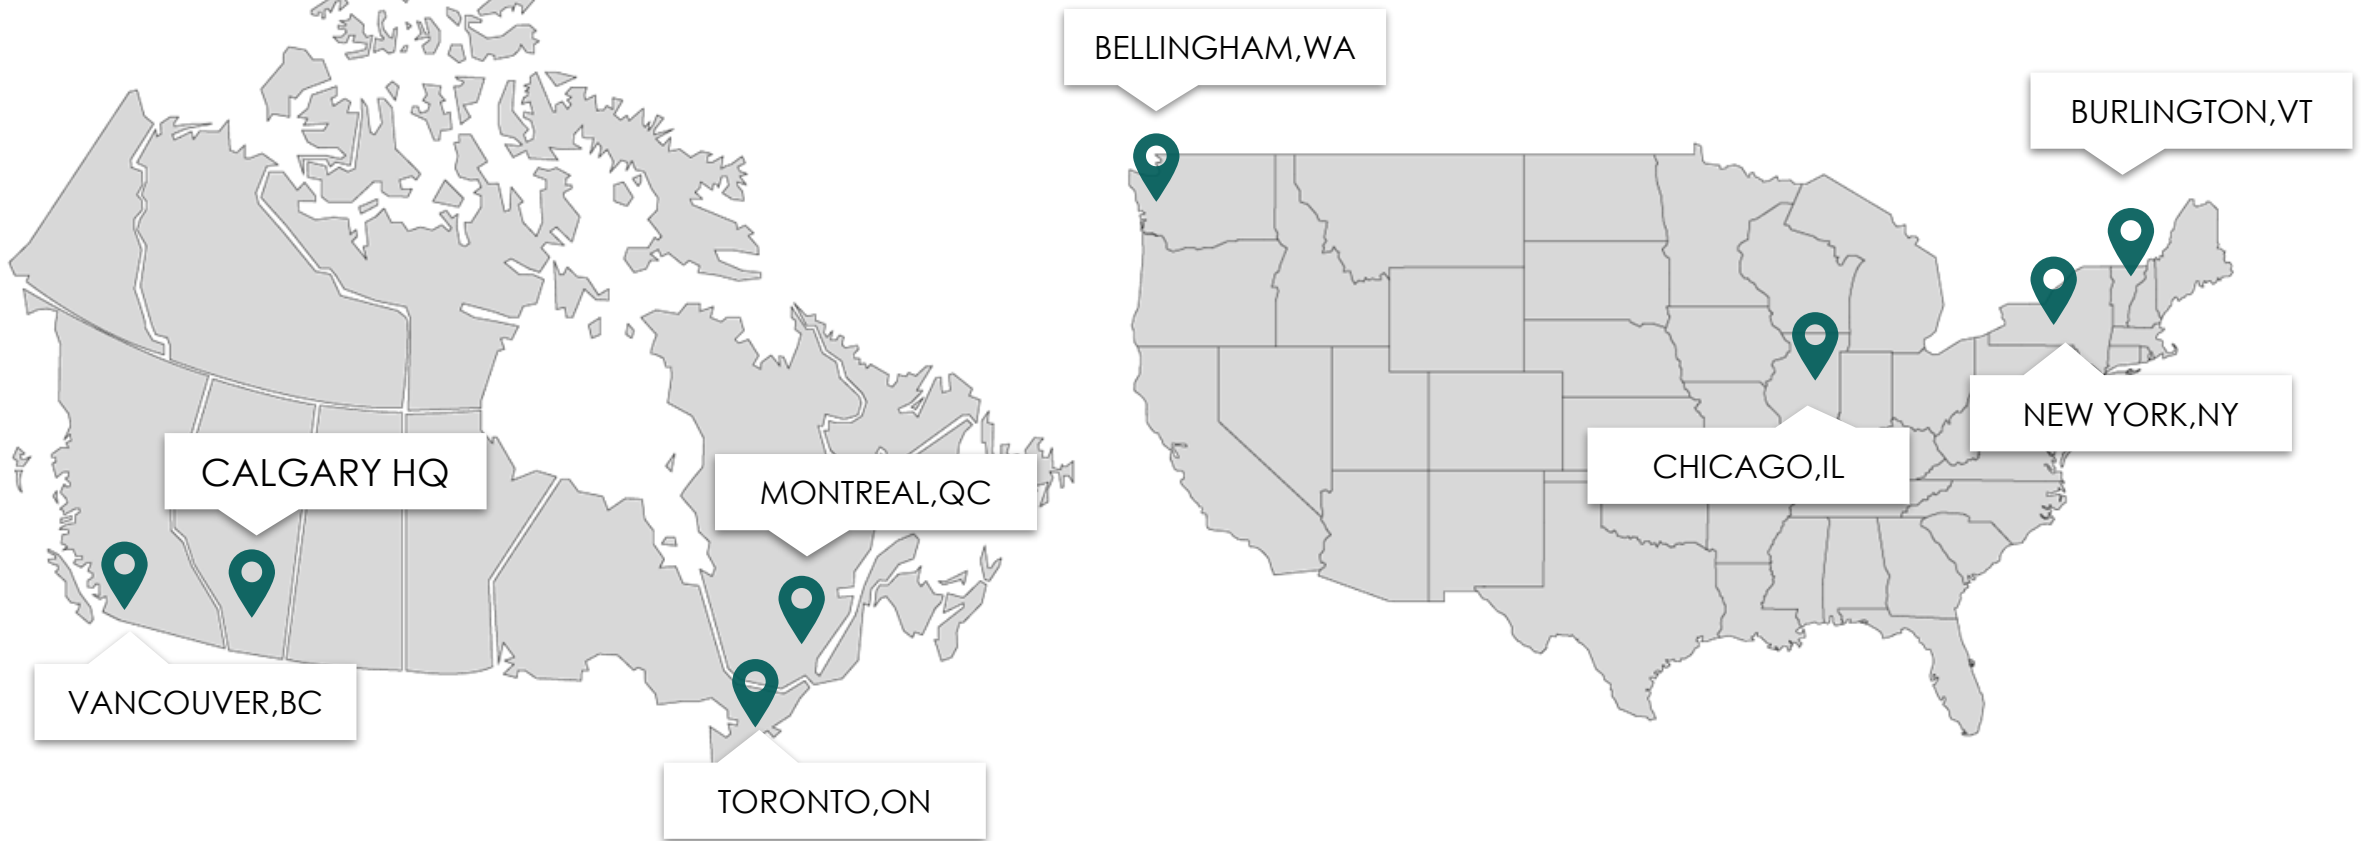 BELLINGHAM,WA
BURLINGTON,VT
NEW YORK,NY
CHICAGO,IL
CALGARY HQ
MONTREAL,QC
VANCOUVER,BC
TORONTO,ON